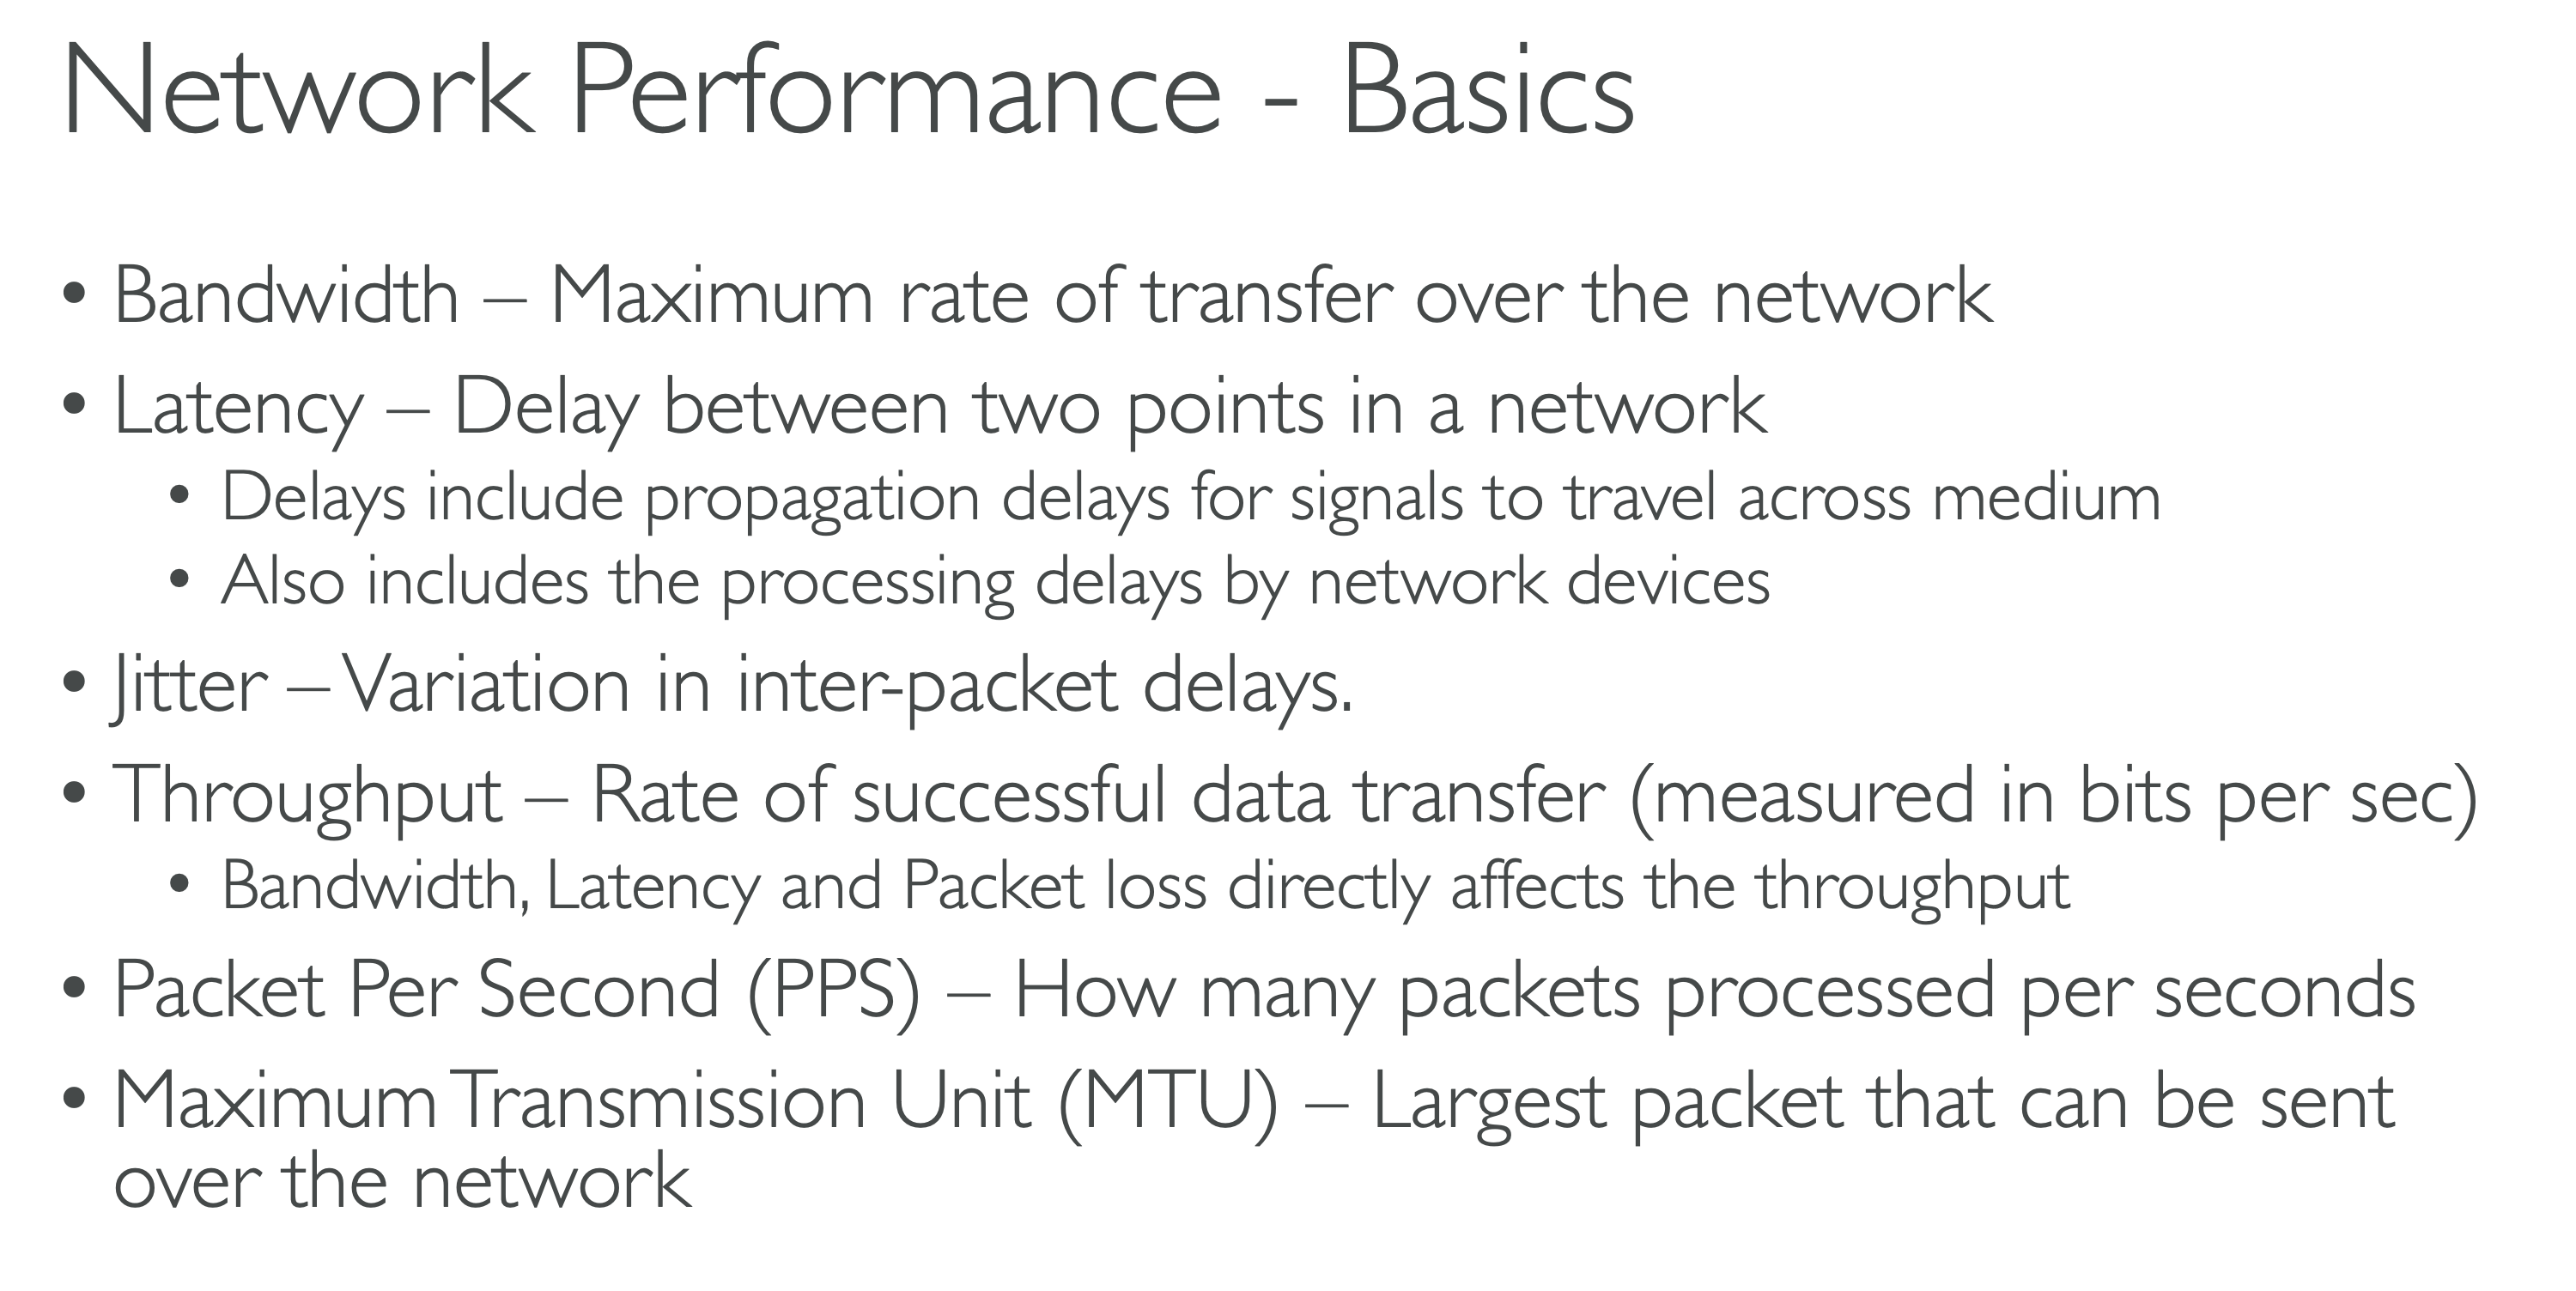 Network Performance - Basics
• Bandwidth – Maximum rate of transfer over the network
• Latency – Delay between two points in a network
• Delays include propagation delays for signals to travel across medium
• Also includes the processing delays by network devices
• Jitter – Variation in inter-packet delays.
• Throughput – Rate of successful data transfer (measured in bits per sec)
• Bandwidth, Latency and Packet loss directly affects the throughput
• Packet Per Second (PPS) – How many packets processed per seconds
• Maximum Transmission Unit (MTU) – Largest packet that can be sent
over the network